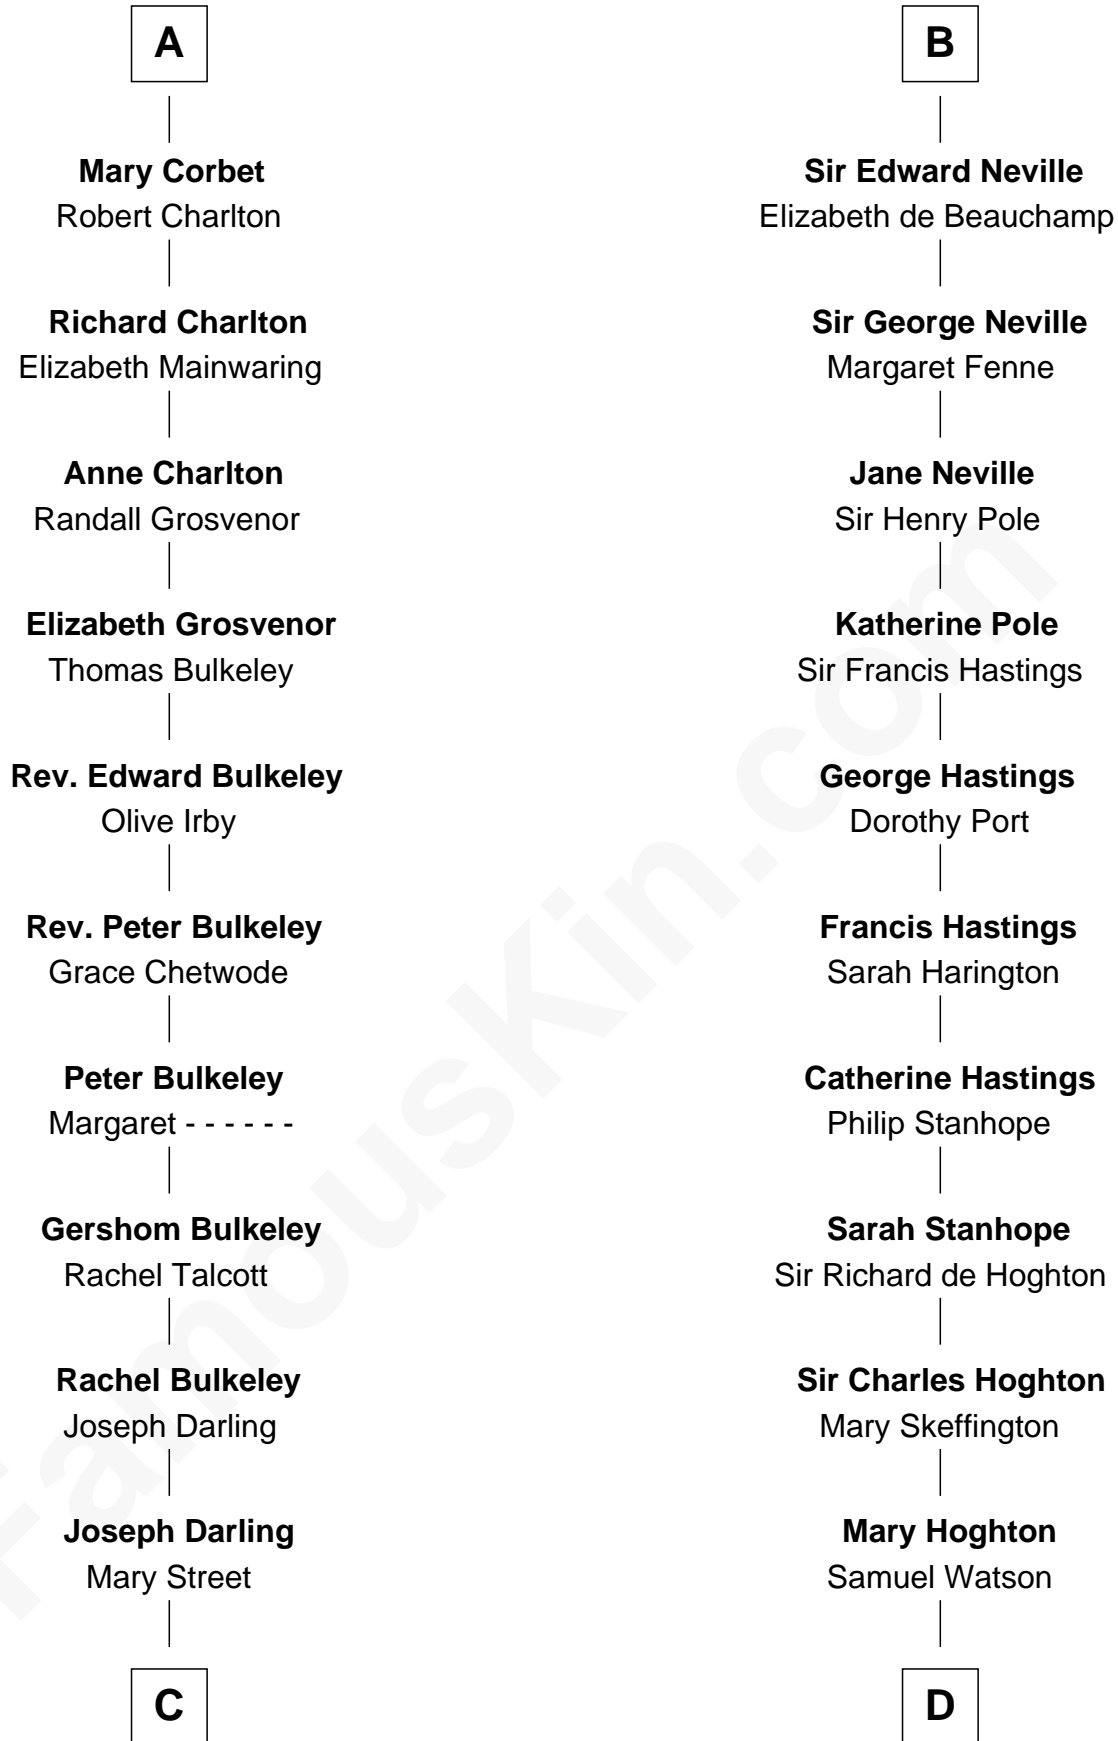 A
Mary Corbet
Robert Charlton
Richard Charlton
Elizabeth Mainwaring
Anne Charlton
Randall Grosvenor
Elizabeth Grosvenor
Thomas Bulkeley
Rev. Edward Bulkeley
Olive Irby
Rev. Peter Bulkeley
Grace Chetwode
Peter Bulkeley
Margaret - - - - - -
Gershom Bulkeley
Rachel Talcott
Rachel Bulkeley
Joseph Darling
Joseph Darling
Mary Street
C
B
Sir Edward Neville
Elizabeth de Beauchamp
Sir George Neville
Margaret Fenne
Jane Neville
Sir Henry Pole
Katherine Pole
Sir Francis Hastings
George Hastings
Dorothy Port
Francis Hastings
Sarah Harington
Catherine Hastings
Philip Stanhope
Sarah Stanhope
Sir Richard de Hoghton
Sir Charles Hoghton
Mary Skeffington
Mary Hoghton
Samuel Watson
D
FamousKin.com